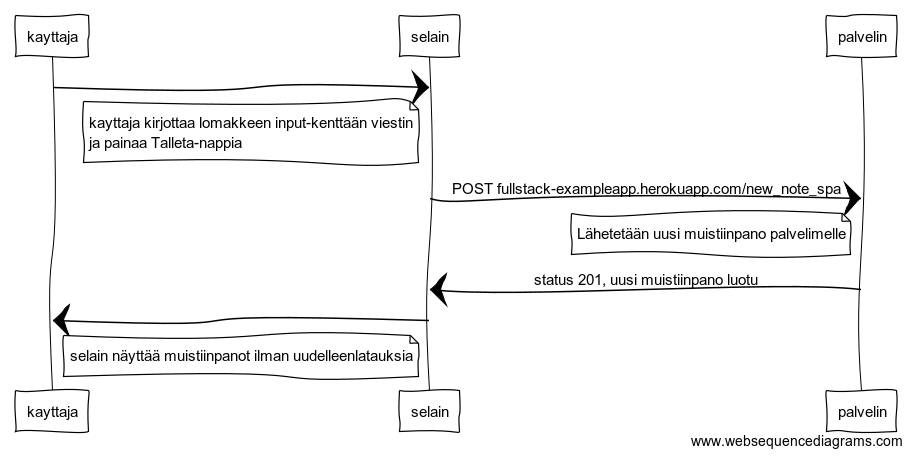 kayttaja
selain
palvelin
kayttaja kirjottaa lomakkeen input-kenttään viestin
ja painaa Talleta-nappia
POST fullstack-exampleapp.herokuapp.com/new_note_spa
Lähetetään uusi muistiinpano palvelimelle
status 201, uusi muistiinpano luotu
selain näyttää muistiinpanot ilman uudelleenlatauksia
kayttaja
selain
palvelin
www.websequencediagrams.com